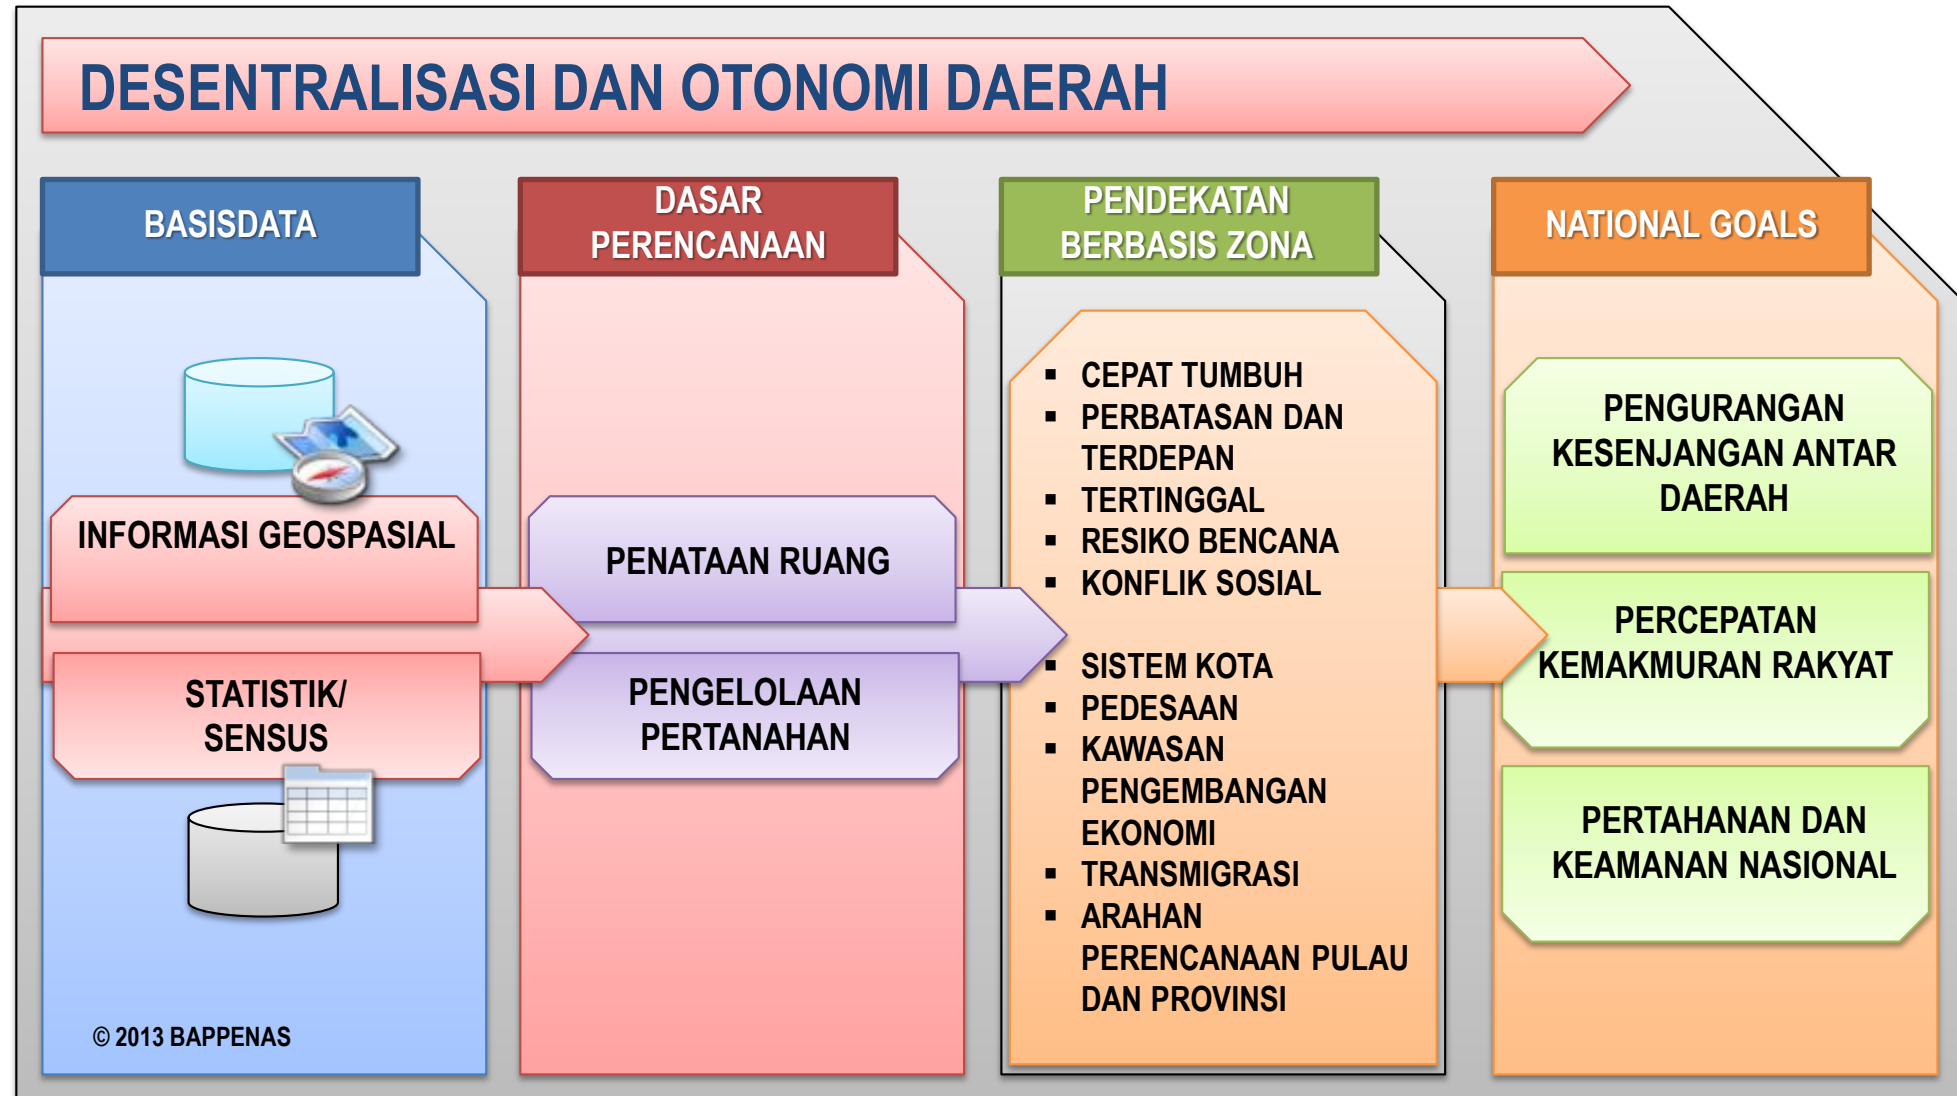 DESENTRALISASI DAN OTONOMI DAERAH
BASISDATA
INFORMASI GEOSPASIAL
STATISTIK/
SENSUS
© 2013 BAPPENAS
DASAR
PERENCANAAN
PENATAAN RUANG
PENGELOLAAN
PERTANAHAN
PENDEKATAN
BERBASIS ZONA
▪ CEPAT TUMBUH
▪ PERBATASAN DAN
TERDEPAN
▪ TERTINGGAL
▪ RESIKO BENCANA
▪ KONFLIK SOSIAL
▪ SISTEM KOTA
▪ PEDESAAN
▪ KAWASAN
PENGEMBANGAN
EKONOMI
▪ TRANSMIGRASI
▪ ARAHAN
PERENCANAAN PULAU
DAN PROVINSI
NATIONAL GOALS
PENGURANGAN
KESENJANGAN ANTAR
DAERAH
PERCEPATAN
KEMAKMURAN RAKYAT
PERTAHANAN DAN
KEAMANAN NASIONAL